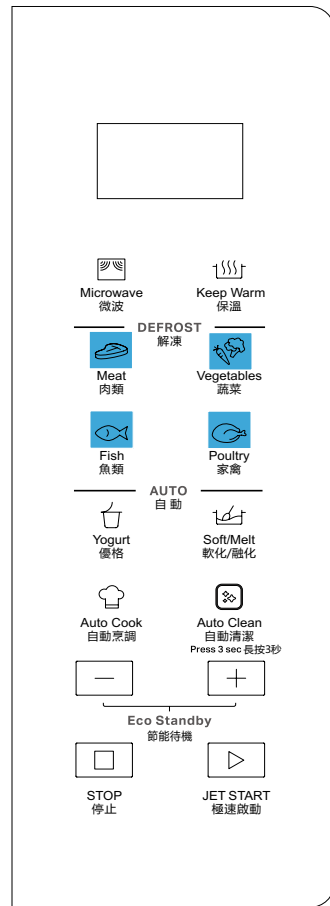 Microwave
微波
Keep Warm
保溫
DEFROST
解凍
Meat
肉類
Vegetables
蔬菜
Fish
魚類
Poultry
家禽
AUTO
自動
Yogurt
優格
Soft/Melt
軟化/融化
Auto Cook
自動烹調
Auto Clean
自動清潔
Press 3 sec 長按3秒
Eco Standby
節能待機
STOP
停止
JET START
極速啟動